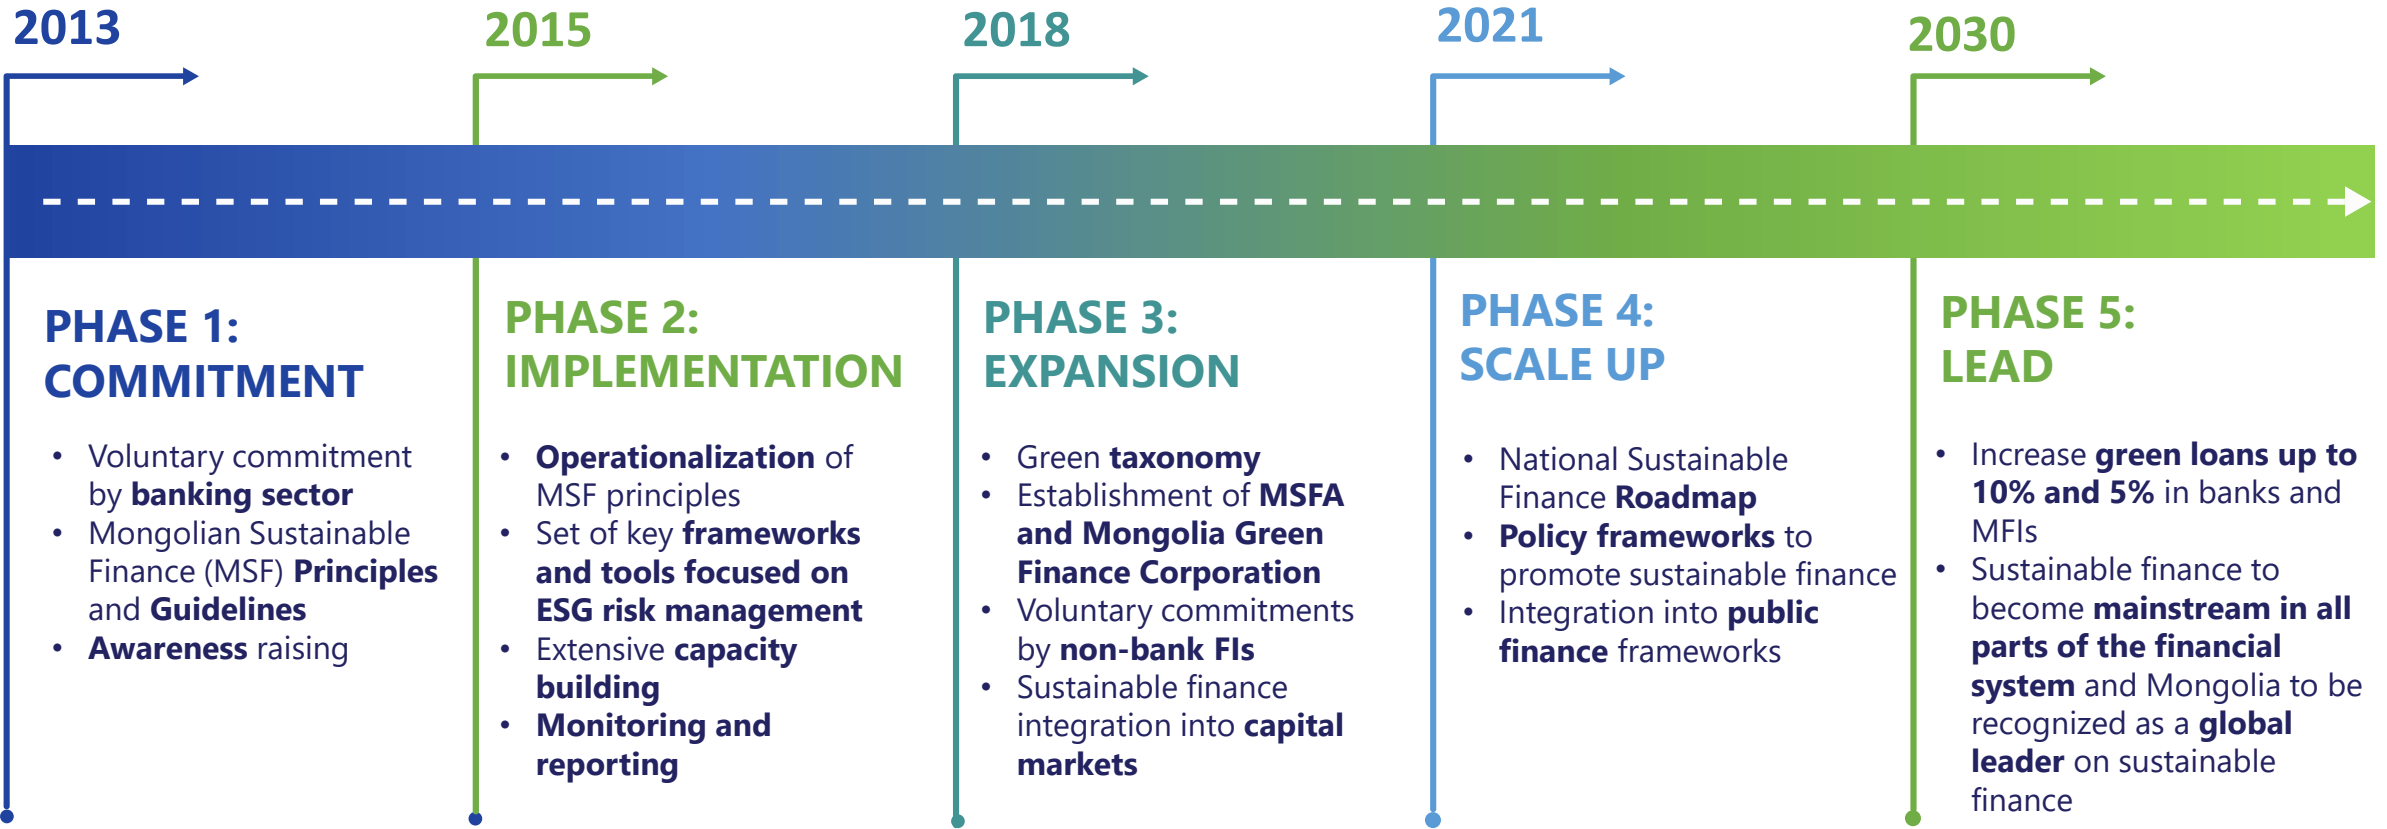 2013
2015
2018
2021
2030
PHASE 1:
COMMITMENT
• Voluntary commitment
by banking sector
• Mongolian Sustainable
Finance (MSF) Principles
and Guidelines
• Awareness raising
PHASE 2:
IMPLEMENTATION
• Operationalization of
MSF principles
• Set of key frameworks
and tools focused on
ESG risk management
• Extensive capacity
building
• Monitoring and
reporting
PHASE 3:
EXPANSION
• Green taxonomy
• Establishment of MSFA
and Mongolia Green
Finance Corporation
• Voluntary commitments
by non-bank FIs
• Sustainable finance
integration into capital
markets
PHASE 4:
SCALE UP
• National Sustainable
Finance Roadmap
• Policy frameworks to
promote sustainable finance
• Integration into public
finance frameworks
PHASE 5:
LEAD
• Increase green loans up to
10% and 5% in banks and
MFIs
• Sustainable finance to
become mainstream in all
parts of the financial
system and Mongolia to be
recognized as a global
leader on sustainable
finance